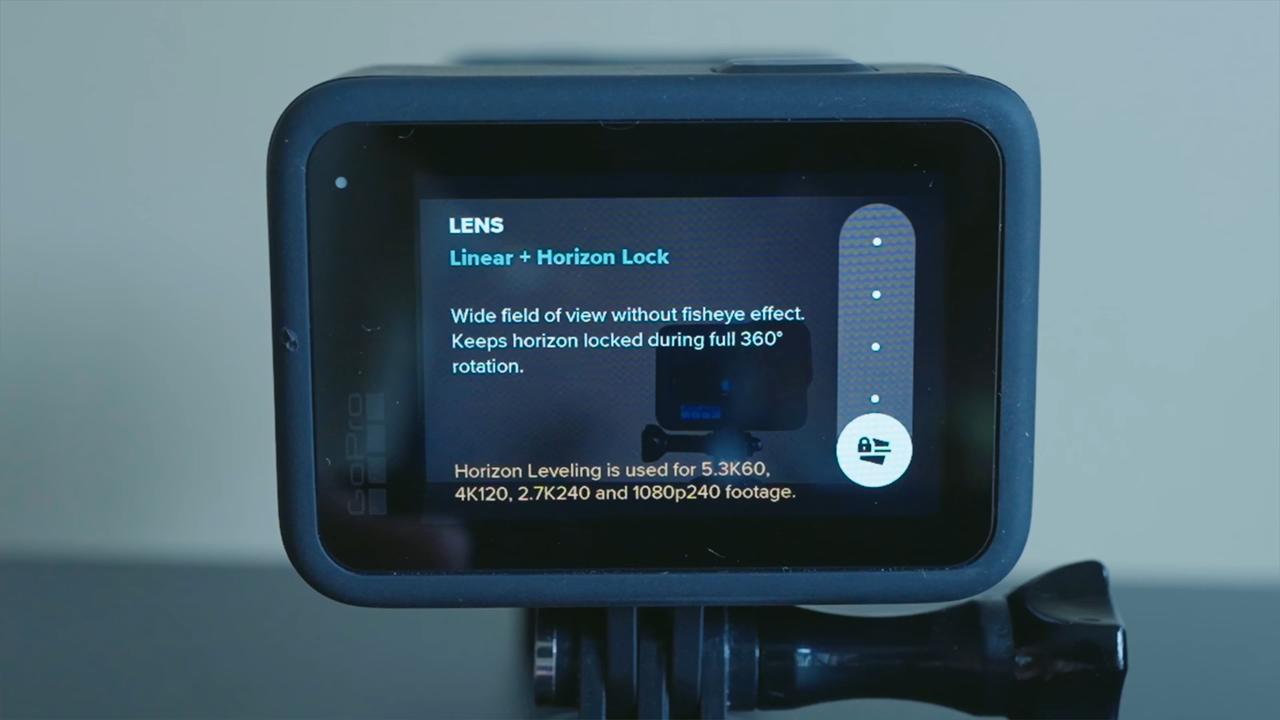 LENS
Linear + Horizon Lock
Wide field of view without fisheye effect.
Keeps horizon locked during full 360°
rotation.
Horizon Leveling is used for 5.3K60,
4K120, 2.7K240 and 1080p240 footage.
GoPro